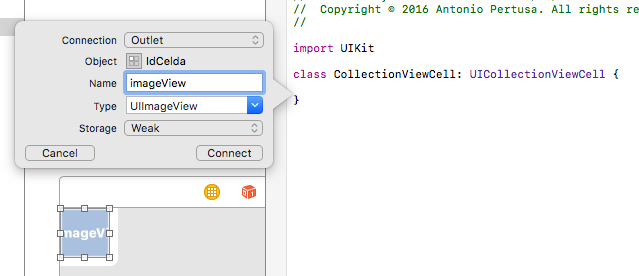 Connection Outlet
Object IdCelda
Name imageView
Type UIImageView
Storage Weak
Cancel Connect
// Copyright © 2016 Antonio Pertusa. All rights re
//
import UIKit
class CollectionViewCell: UICollectionViewCell {
}
mageVi